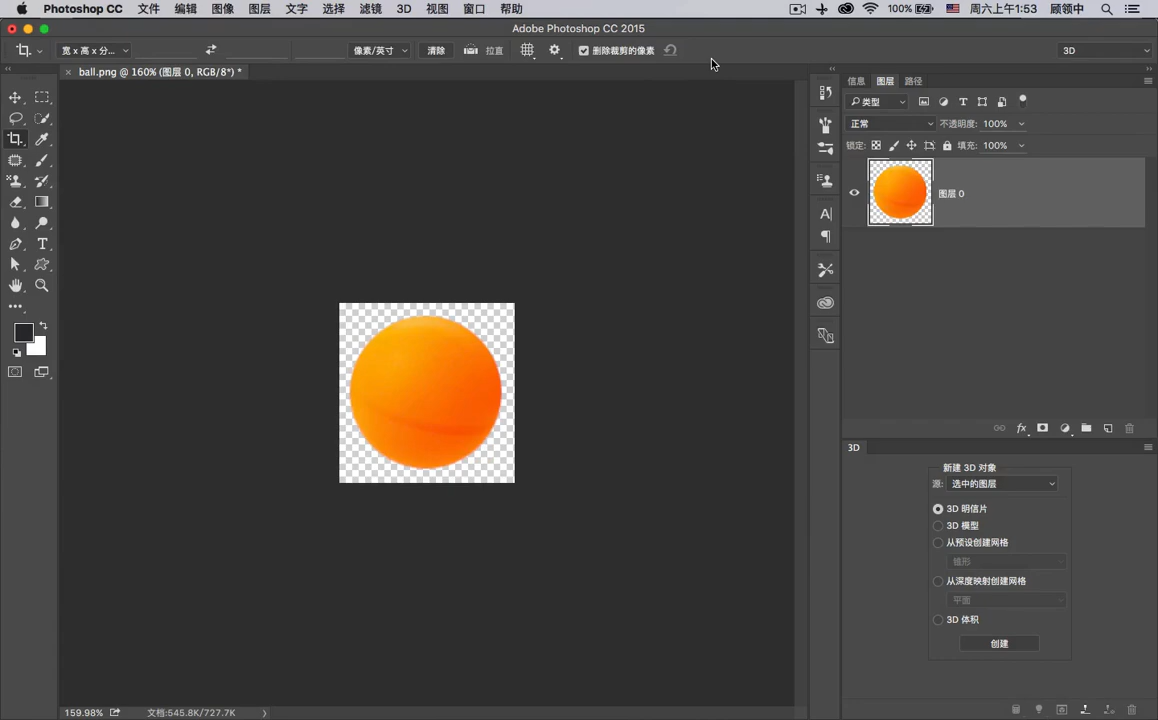 Photoshop CC 文件 编辑 图像 图层 文字 选择 滤镜 3D 视图 窗口 帮助 100% 周六上午1:53 顾领中
Adobe Photoshop CC 2015
宽 x 高 x 分... 像素/英寸 清除 拉直 删除裁剪的像素 3D
ball.png @ 160% (图层 0, RGB/8*) *
信息 图层 路径
类型
正常 不透明度: 100%
锁定: 填充: 100%
图层 0
fx
3D
新建 3D 对象
源: 选中的图层
3D 明信片
3D 模型
从预设创建网格
锥形
从深度映射创建网格
平面
3D 体积
创建
159.98% 文档:545.8K/727.7K